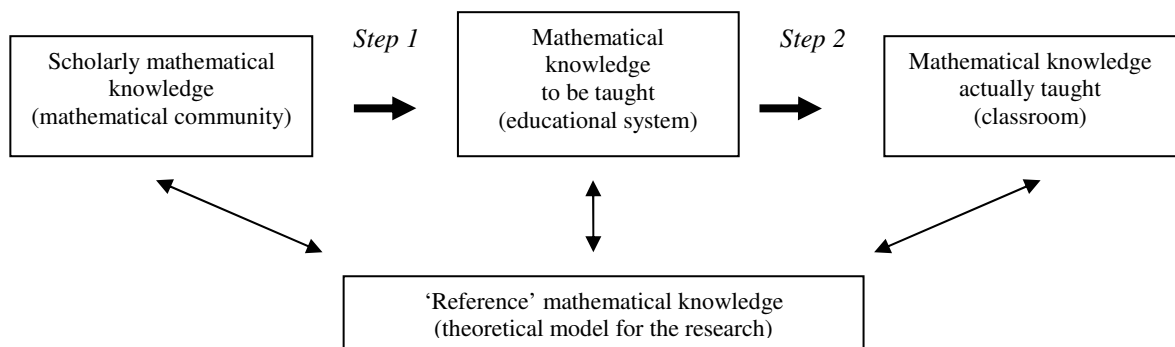 Scholarly mathematical
knowledge
(mathematical community)
Step 1
Mathematical
knowledge
to be taught
(educational system)
Step 2
Mathematical knowledge
actually taught
(classroom)
‘Reference’ mathematical knowledge
(theoretical model for the research)